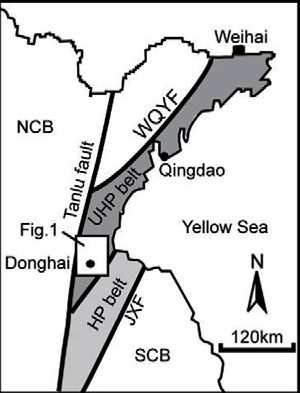 Weihai
NCB
WQYF
Tanlu fault
Qingdao
UHP belt
Fig.1
Yellow Sea
Donghai
N
HP belt
JXF
120km
SCB